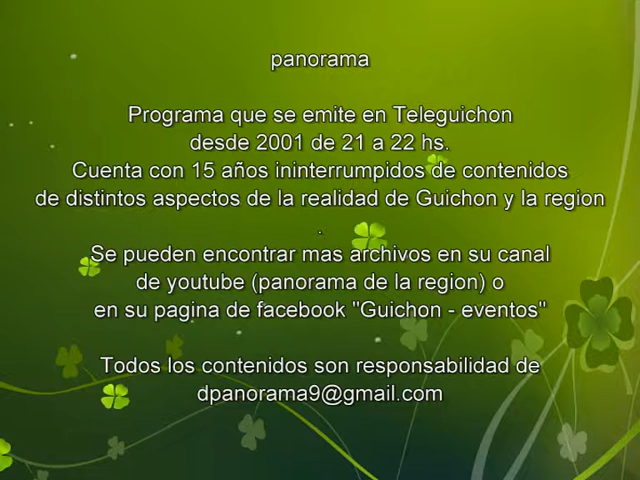 panorama
Programa que se emite en Teleguichon
desde 2001 de 21 a 22 hs.
Cuenta con 15 años ininterrumpidos de contenidos
de distintos aspectos de la realidad de Guichon y la region
.
Se pueden encontrar mas archivos en su canal
de youtube (panorama de la region) o
en su pagina de facebook "Guichon - eventos"
Todos los contenidos son responsabilidad de
dpanorama9@gmail.com